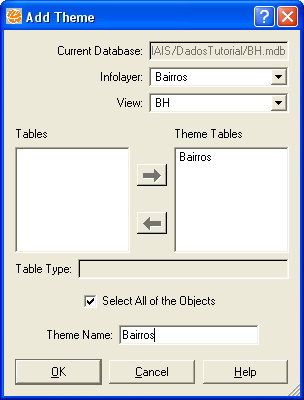 Add Theme
Current Database: IAIS/DadosTutorial/BH.mdb
Infolayer: Bairros
View: BH
Tables Theme Tables
Bairros
Table Type:
Select All of the Objects
Theme Name: Bairros
OK Cancel Help